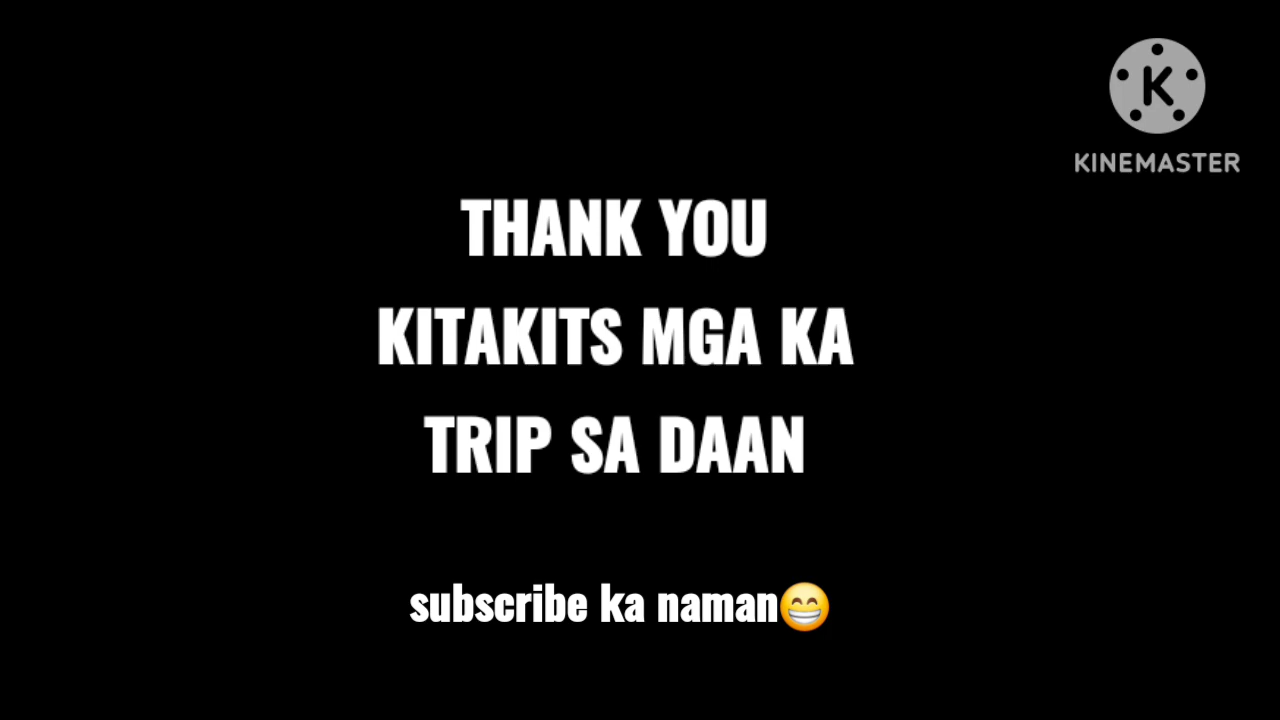 K
KINEMASTER
THANK YOU
KITAKITS MGA KA
TRIP SA DAAN
subscribe ka naman😁